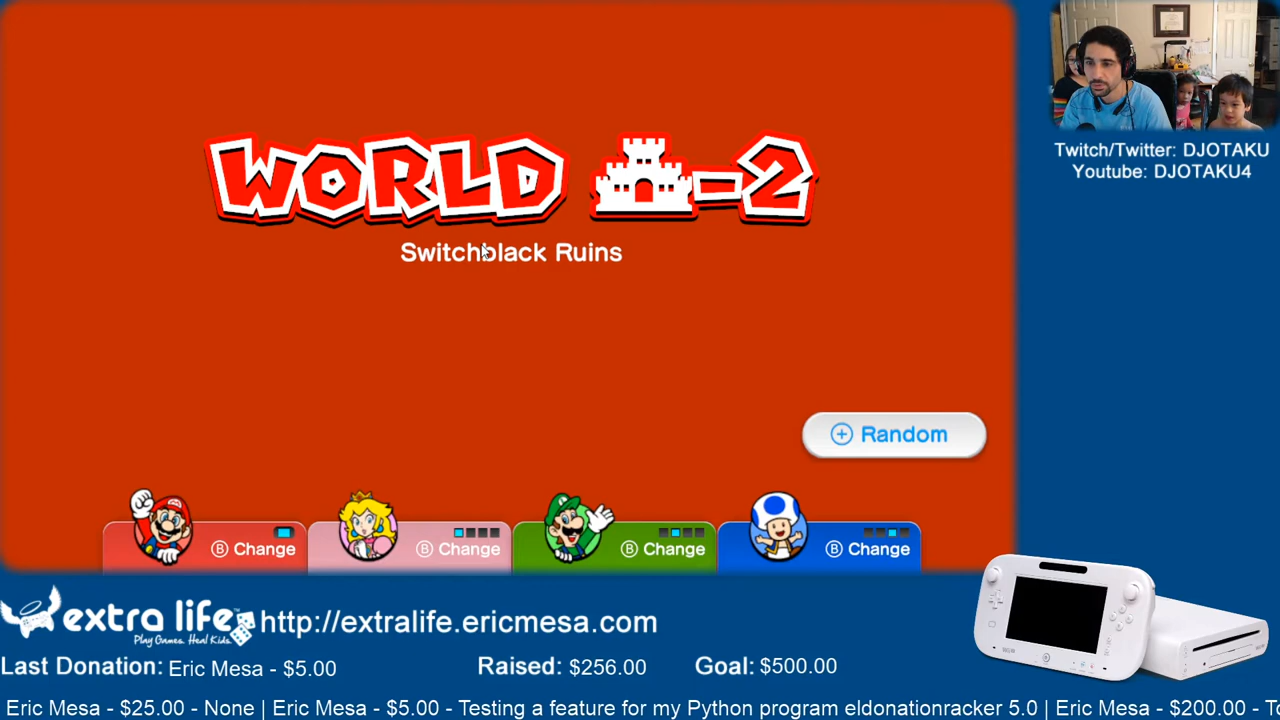 WORLD -2
Switchblack Ruins
Twitch/Twitter: DJOTAKU
Youtube: DJOTAKU4
+ Random
B Change
B Change
B Change
B Change
extra life
Play Games. Heal Kids.
http://extralife.ericmesa.com
Last Donation: Eric Mesa - $5.00
Raised: $256.00
Goal: $500.00
Eric Mesa - $25.00 - None | Eric Mesa - $5.00 - Testing a feature for my Python program eldonationracker 5.0 | Eric Mesa - $200.00 - To